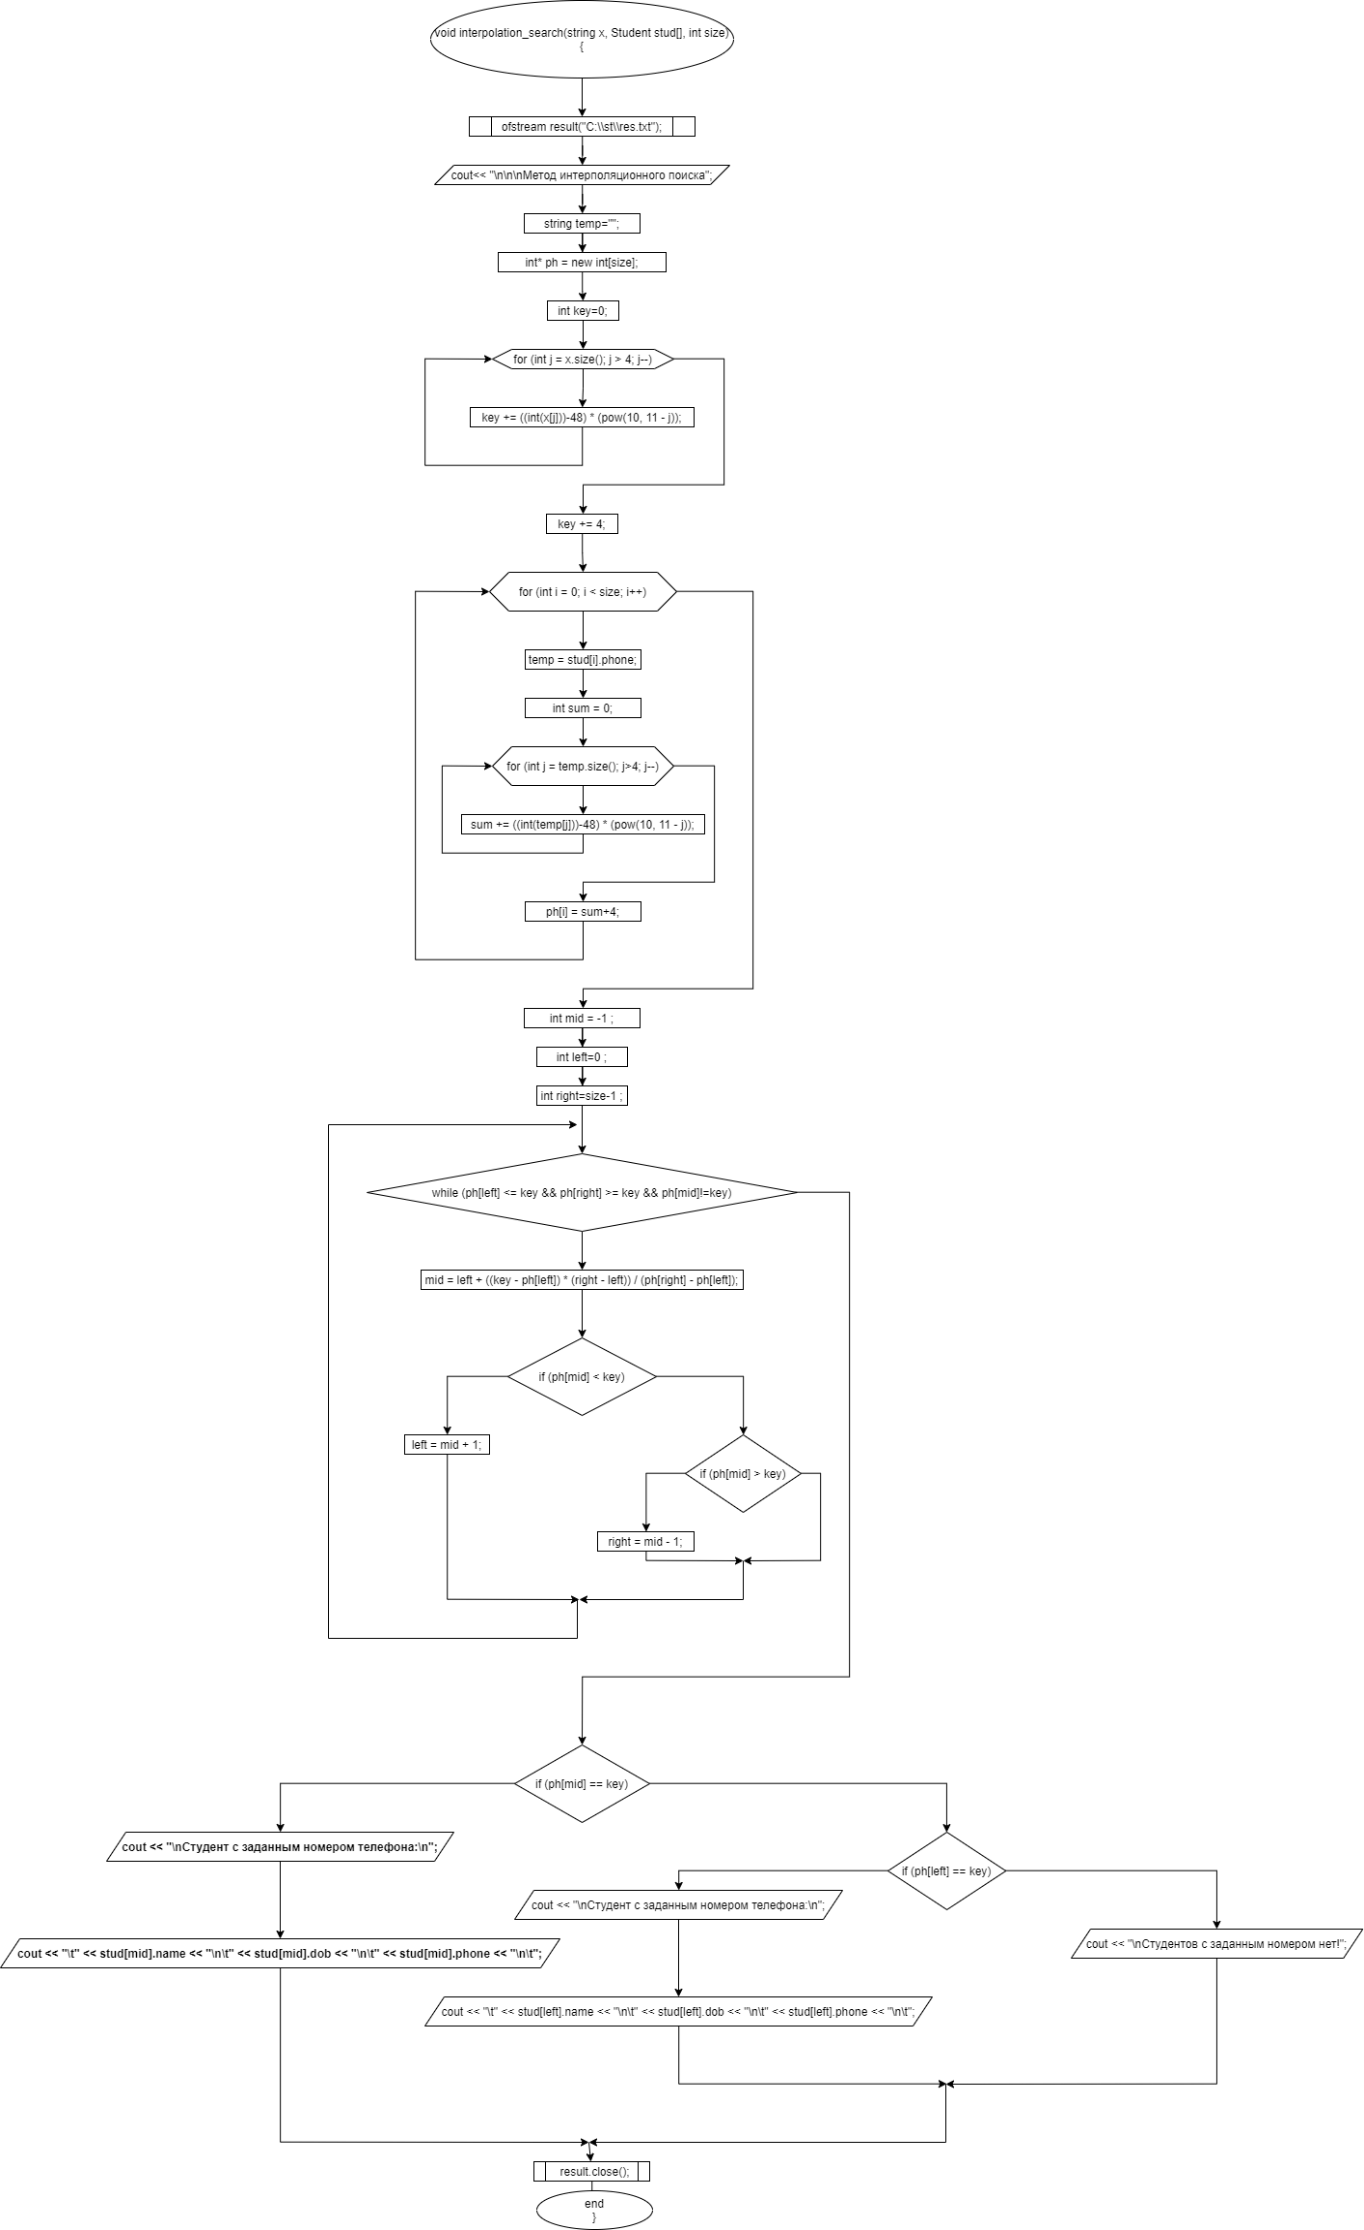 void interpolation_search(string x, Student stud[], int size)
{
ofstream result("C:\\st\\res.txt");
cout<< "\n\n\nМетод интерполяционного поиска";
string temp="";
int* ph = new int[size];
int key=0;
for (int j = x.size(); j > 4; j--)
key += ((int(x[j]))-48) * (pow(10, 11 - j));
key += 4;
for (int i = 0; i < size; i++)
temp = stud[i].phone;
int sum = 0;
for (int j = temp.size(); j>4; j--)
sum += ((int(temp[j]))-48) * (pow(10, 11 - j));
ph[i] = sum+4;
int mid = -1 ;
int left=0 ;
int right=size-1 ;
while (ph[left] <= key && ph[right] >= key && ph[mid]!=key)
mid = left + ((key - ph[left]) * (right - left)) / (ph[right] - ph[left]);
if (ph[mid] < key)
left = mid + 1;
if (ph[mid] > key)
right = mid - 1;
if (ph[mid] == key)
cout << "\nСтудент с заданным номером телефона:\n";
if (ph[left] == key)
cout << "\nСтудент с заданным номером телефона:\n";
cout << "\nСтудентов с заданным номером нет!";
cout << "\t" << stud[mid].name << "\n\t" << stud[mid].dob << "\n\t" << stud[mid].phone << "\n\t";
cout << "\t" << stud[left].name << "\n\t" << stud[left].dob << "\n\t" << stud[left].phone << "\n\t";
result.close();
end
}